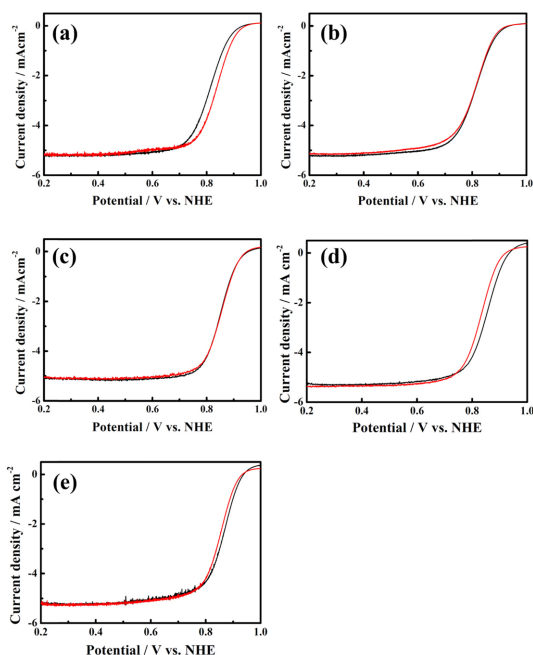 (a)
Current density / mAcm-2
0
-2
-4
-6
0.2 0.4 0.6 0.8 1.0
Potential / V vs. NHE
(b)
Current density / mAcm-2
0
-2
-4
-6
0.2 0.4 0.6 0.8 1.0
Potential / V vs. NHE
(c)
Current density / mAcm-2
0
-2
-4
-6
0.2 0.4 0.6 0.8 1.0
Potential / V vs. NHE
(d)
Current density / mA cm-2
0
-2
-4
-6
0.2 0.4 0.6 0.8 1.0
Potential / V vs. NHE
(e)
Current density / mA cm-2
0
-2
-4
-6
0.2 0.4 0.6 0.8 1.0
Potential / V vs. NHE